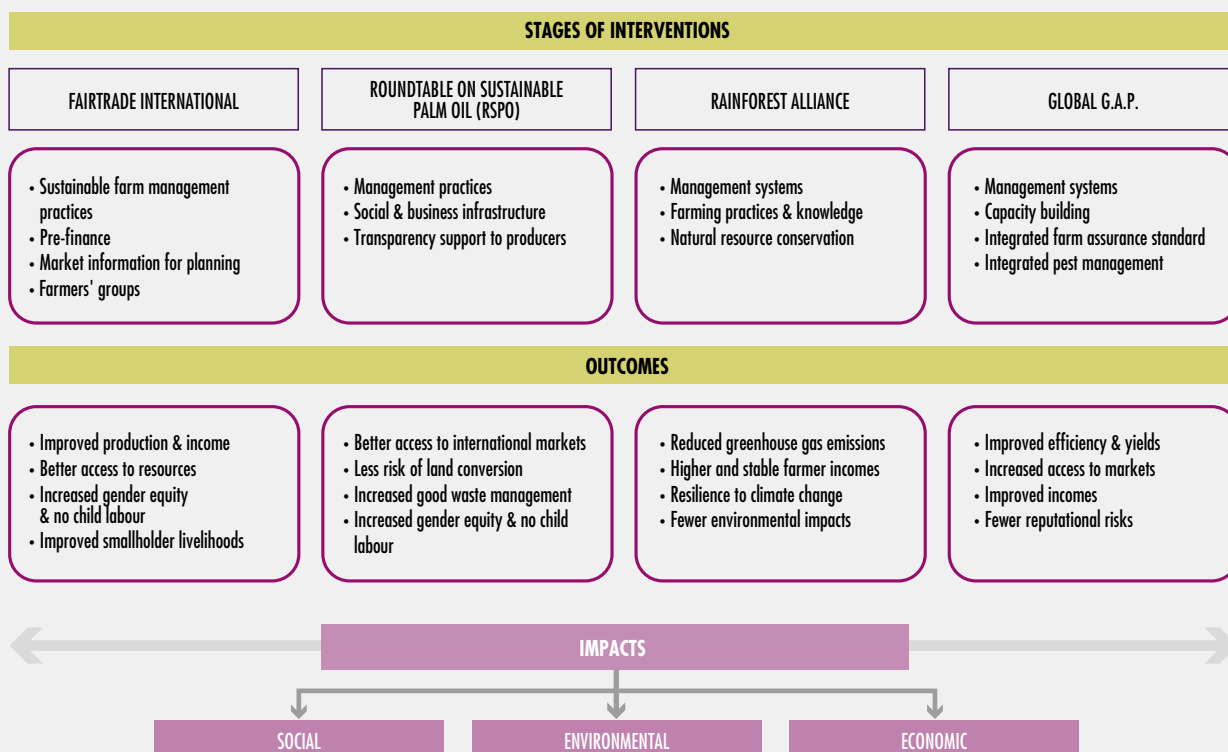 STAGES OF INTERVENTIONS
FAIRTRADE INTERNATIONAL
ROUNDTABLE ON SUSTAINABLE
PALM OIL (RSPO)
RAINFOREST ALLIANCE
GLOBAL G.A.P.
• Sustainable farm management
practices
• Pre-finance
• Market information for planning
• Farmers' groups
• Management practices
• Social & business infrastructure
• Transparency support to producers
• Management systems
• Farming practices & knowledge
• Natural resource conservation
• Management systems
• Capacity building
• Integrated farm assurance standard
• Integrated pest management
OUTCOMES
• Improved production & income
• Better access to resources
• Increased gender equity
& no child labour
• Improved smallholder livelihoods
• Better access to international markets
• Less risk of land conversion
• Increased good waste management
• Increased gender equity & no child
labour
• Reduced greenhouse gas emissions
• Higher and stable farmer incomes
• Resilience to climate change
• Fewer environmental impacts
• Improved efficiency & yields
• Increased access to markets
• Improved incomes
• Fewer reputational risks
IMPACTS
SOCIAL
ENVIRONMENTAL
ECONOMIC